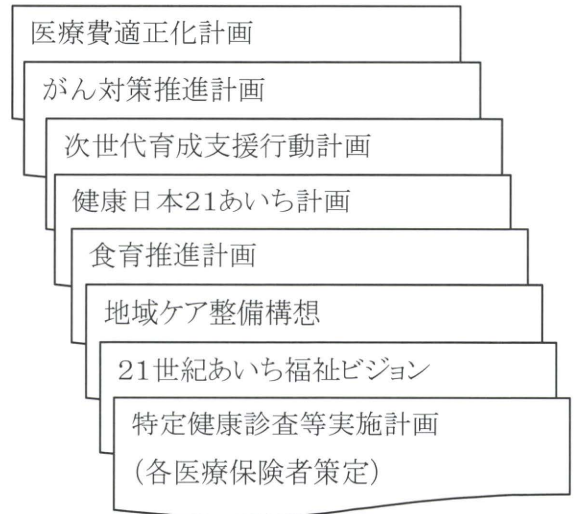 医療費適正化計画
がん対策推進計画
次世代育成支援行動計画
健康日本21あいち計画
食育推進計画
地域ケア整備構想
21世紀あいち福祉ビジョン
特定健康診査等実施計画
(各医療保険者策定)